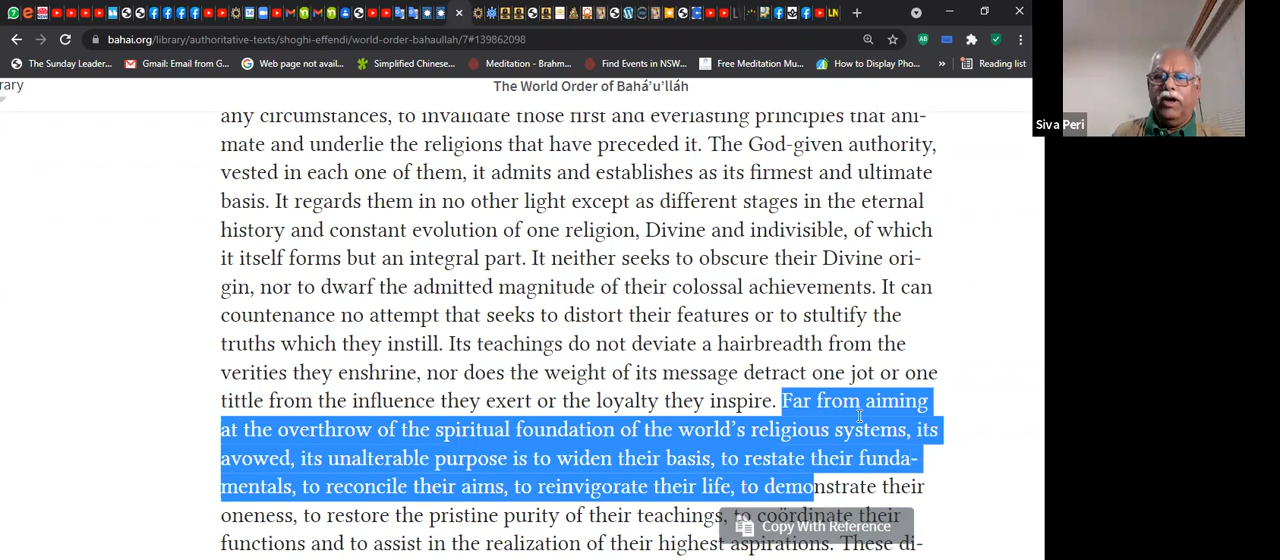 LN
bahai.org/library/authoritative-texts/shoghi-effendi/world-order-bahaullah/7#139862098
AB
The Sunday Leader...
Gmail: Email from G...
Web page not avail...
Simplified Chinese...
Meditation - Brahm...
Find Events in NSW...
Free Meditation Mu...
How to Display Pho...
»
Reading list
rary
The World Order of Bahá’u’lláh
any circumstances, to invalidate those first and everlasting principles that ani-
mate and underlie the religions that have preceded it. The God-given authority,
vested in each one of them, it admits and establishes as its firmest and ultimate
basis. It regards them in no other light except as different stages in the eternal
history and constant evolution of one religion, Divine and indivisible, of which
it itself forms but an integral part. It neither seeks to obscure their Divine ori-
gin, nor to dwarf the admitted magnitude of their colossal achievements. It can
countenance no attempt that seeks to distort their features or to stultify the
truths which they instill. Its teachings do not deviate a hairbreadth from the
verities they enshrine, nor does the weight of its message detract one jot or one
tittle from the influence they exert or the loyalty they inspire. Far from aiming
at the overthrow of the spiritual foundation of the world’s religious systems, its
avowed, its unalterable purpose is to widen their basis, to restate their funda-
mentals, to reconcile their aims, to reinvigorate their life, to demonstrate their
oneness, to restore the pristine purity of their teachings, to coördinate their
Copy With Reference
functions and to assist in the realization of their highest aspirations. These di-
Siva Peri